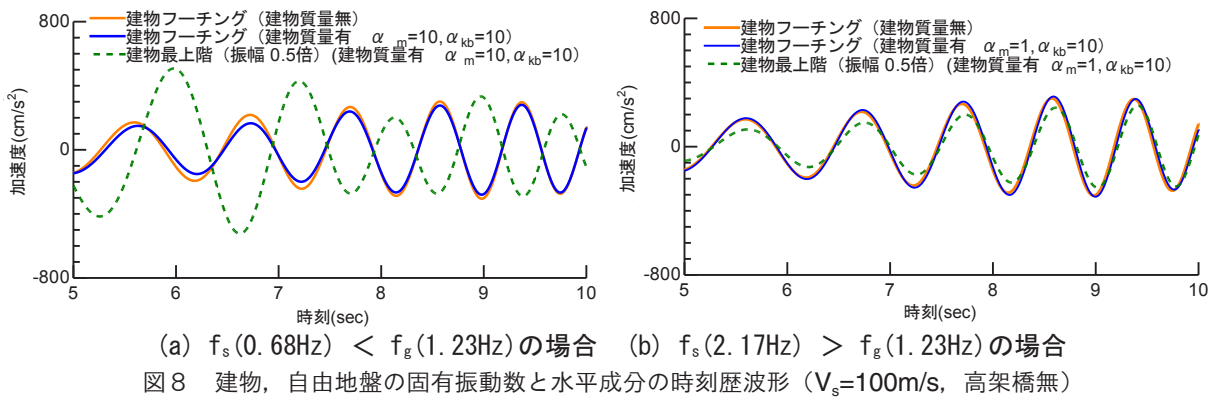 800
建物フーチング（建物質量無）
建物フーチング（建物質量有 αm=10,αkb=10）
建物最上階（振幅 0.5倍）(建物質量有 αm=10,αkb=10）
加速度(cm/s²)
0
-800
5 6 7 8 9 10
時刻(sec)
800
建物フーチング（建物質量無）
建物フーチング（建物質量有 αm=1,αkb=10）
建物最上階（振幅 0.5倍）(建物質量有 αm=1,αkb=10）
加速度(cm/s²)
0
-800
5 6 7 8 9 10
時刻(sec)
(a) fs(0.68Hz) < fg(1.23Hz)の場合 (b) fs(2.17Hz) > fg(1.23Hz)の場合
図８ 建物，自由地盤の固有振動数と水平成分の時刻歴波形（Vs=100m/s，高架橋無）